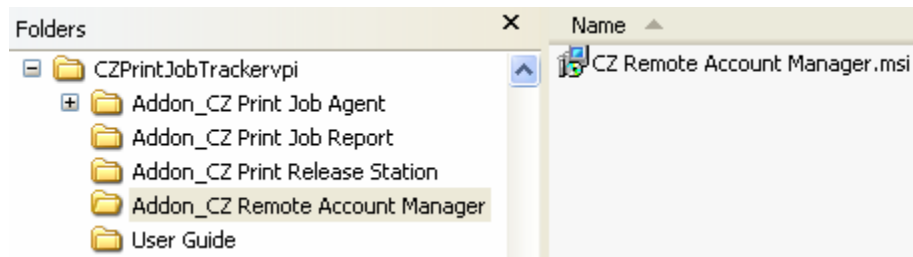 Folders
CZPrintJobTrackervpi
Addon_CZ Print Job Agent
Addon_CZ Print Job Report
Addon_CZ Print Release Station
Addon_CZ Remote Account Manager
User Guide
Name
CZ Remote Account Manager.msi